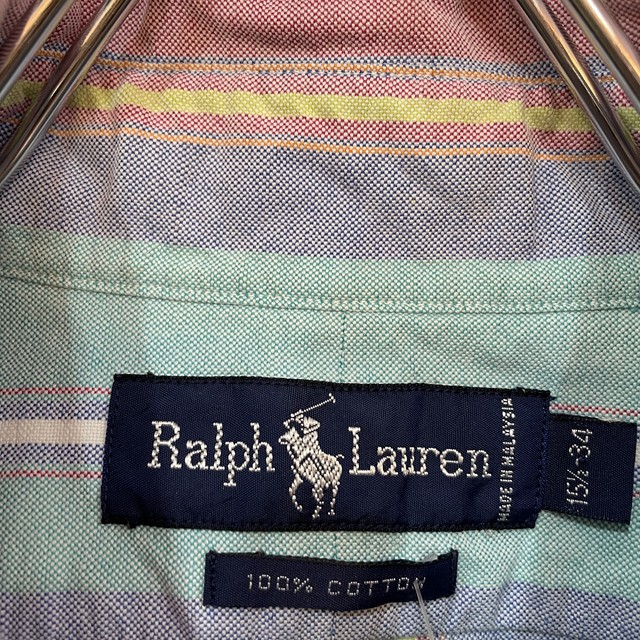 Ralph Lauren
MADE IN MALAYSIA
15½-34
100% COTTON